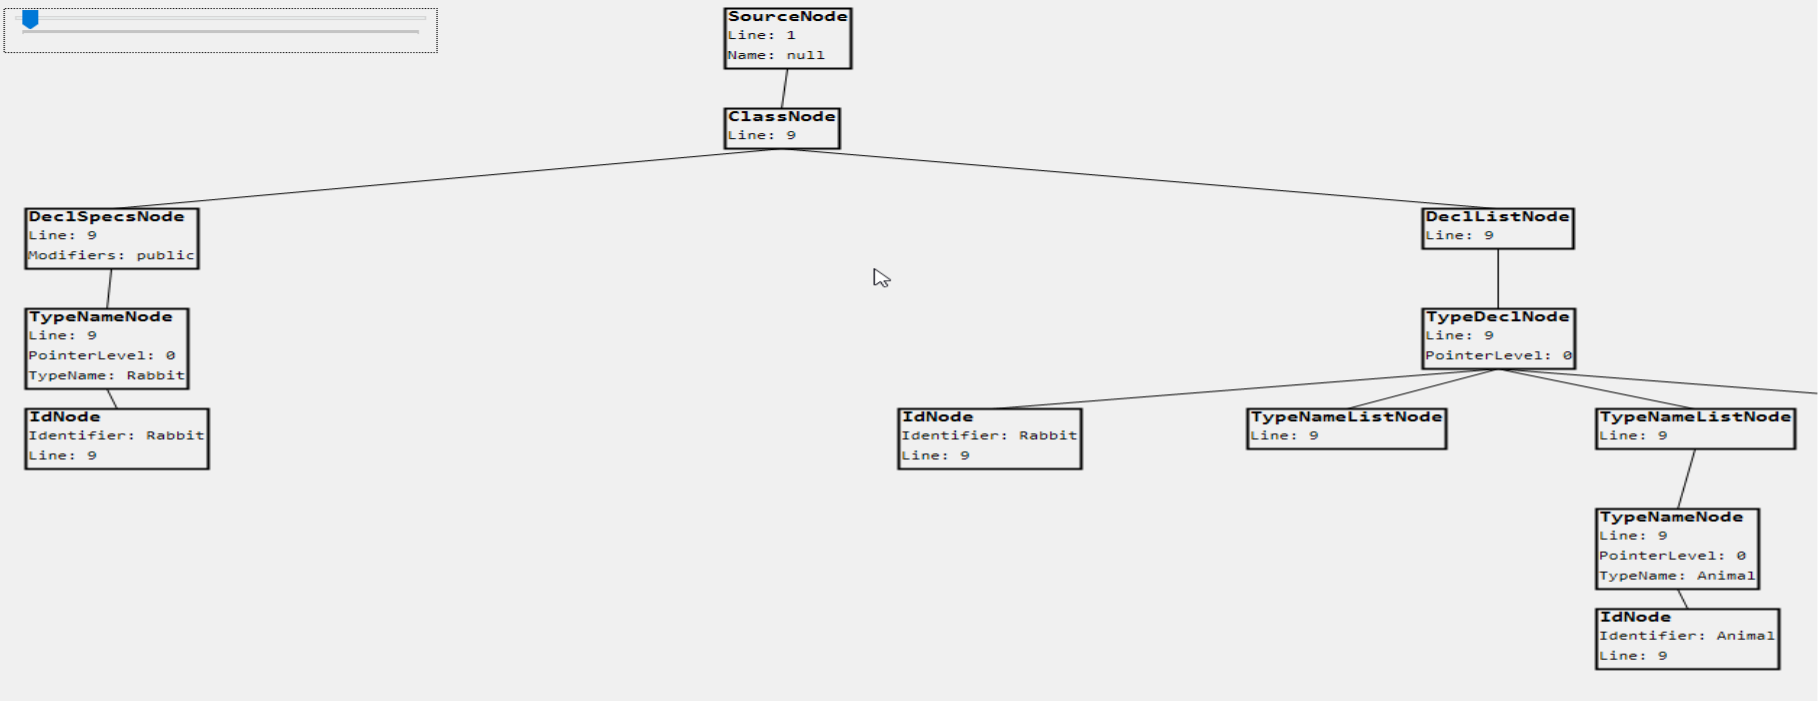 SourceNode
Line: 1
Name: null
ClassNode
Line: 9
DeclSpecsNode
Line: 9
Modifiers: public
DeclListNode
Line: 9
TypeNameNode
Line: 9
PointerLevel: 0
TypeName: Rabbit
TypeDeclNode
Line: 9
PointerLevel: 0
IdNode
Identifier: Rabbit
Line: 9
IdNode
Identifier: Rabbit
Line: 9
TypeNameListNode
Line: 9
TypeNameListNode
Line: 9
TypeNameNode
Line: 9
PointerLevel: 0
TypeName: Animal
IdNode
Identifier: Animal
Line: 9